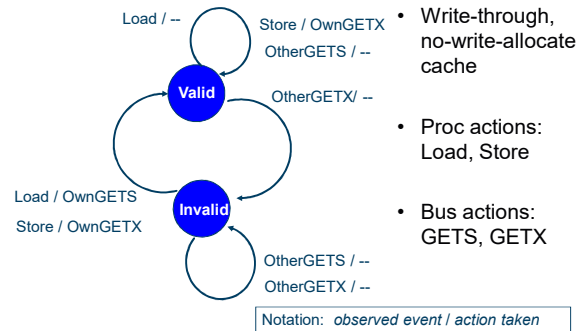 Load / --
Store / OwnGETX
OtherGETS / --
Valid
OtherGETX/ --
Load / OwnGETS
Store / OwnGETX
Invalid
OtherGETS / --
OtherGETX / --
• Write-through,
no-write-allocate
cache
• Proc actions:
Load, Store
• Bus actions:
GETS, GETX
Notation: observed event / action taken